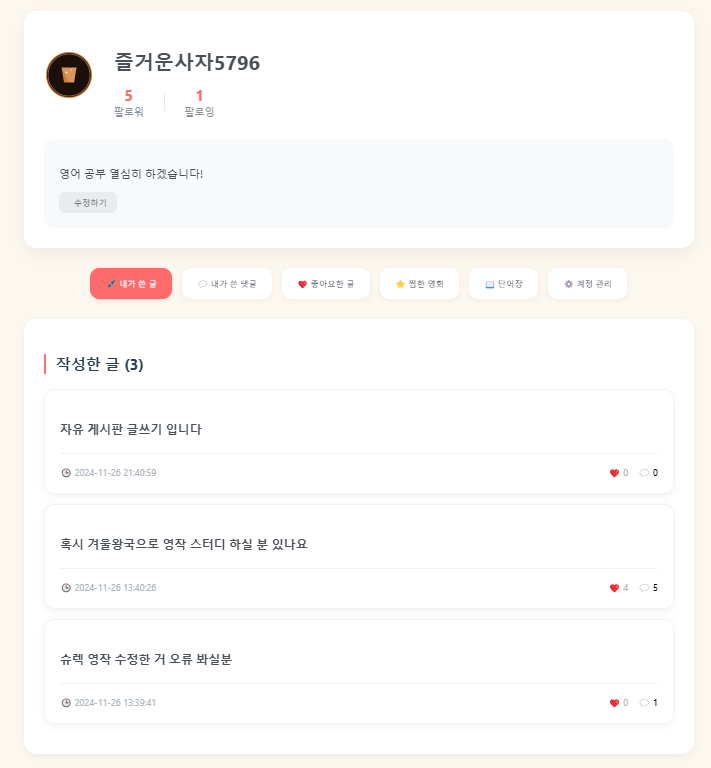 즐거운사자5796
5 1
팔로워 팔로잉
영어 공부 열심히 하겠습니다!
수정하기
내가 쓴 글 내가 쓴 댓글 좋아요한 글 찜한 영화 단어장 계정 관리
작성한 글 (3)
자유 게시판 글쓰기 입니다
2024-11-26 21:40:59 0 0
혹시 겨울왕국으로 영작 스터디 하실 분 있나요
2024-11-26 13:40:26 4 5
슈렉 영작 수정한 거 오류 봐실분
2024-11-26 13:39:41 0 1